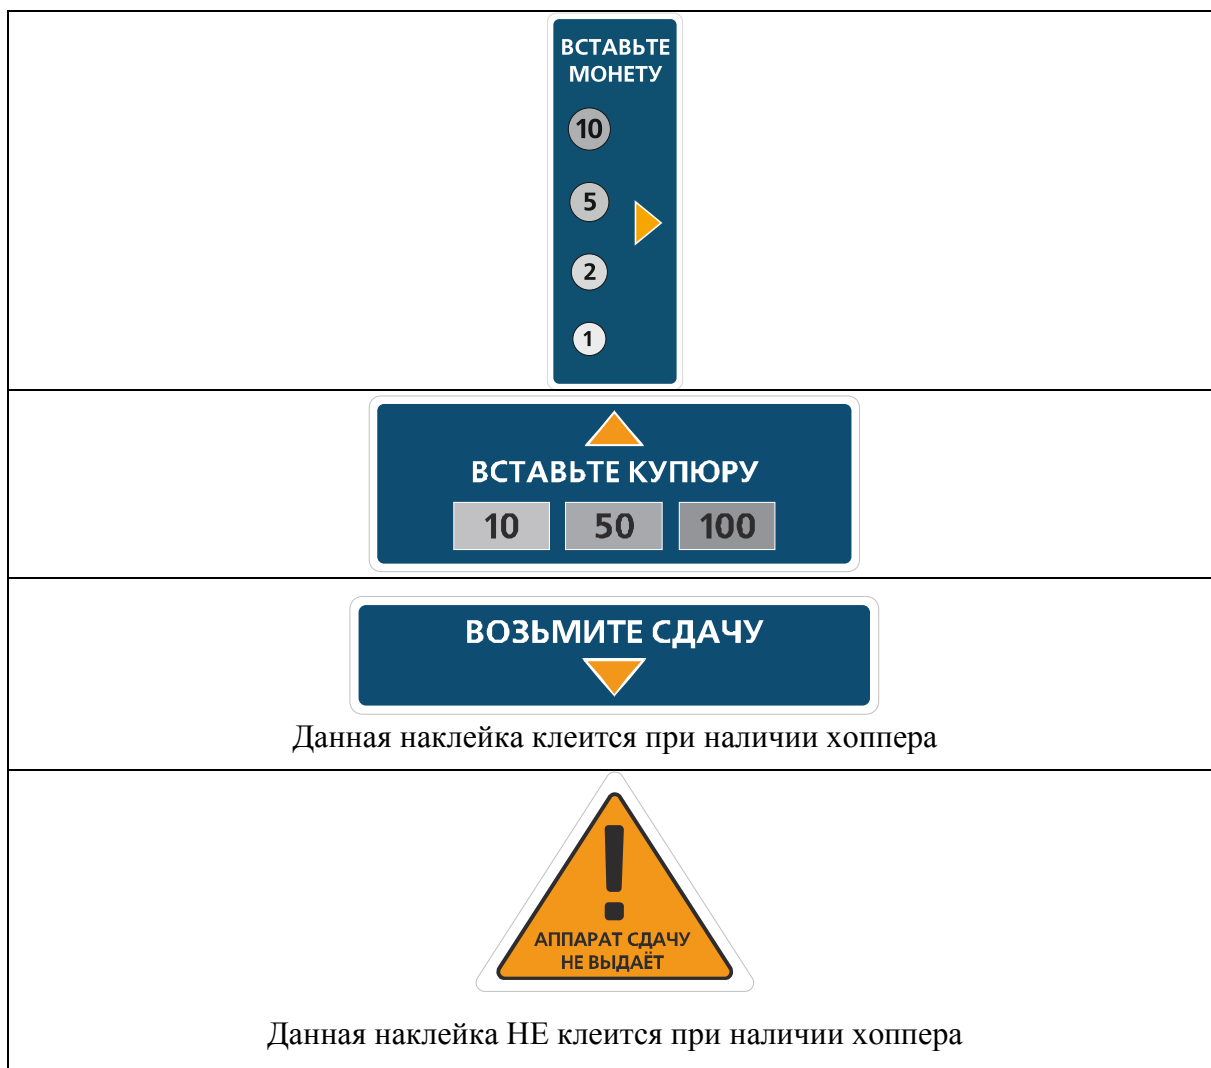 ВСТАВЬТЕ
МОНЕТУ
10
5
2
1
ВСТАВЬТЕ КУПЮРУ
10 50 100
ВОЗЬМИТЕ СДАЧУ
Данная наклейка клеится при наличии хоппера
!
АППАРАТ СДАЧУ
НЕ ВЫДАЁТ
Данная наклейка НЕ клеится при наличии хоппера